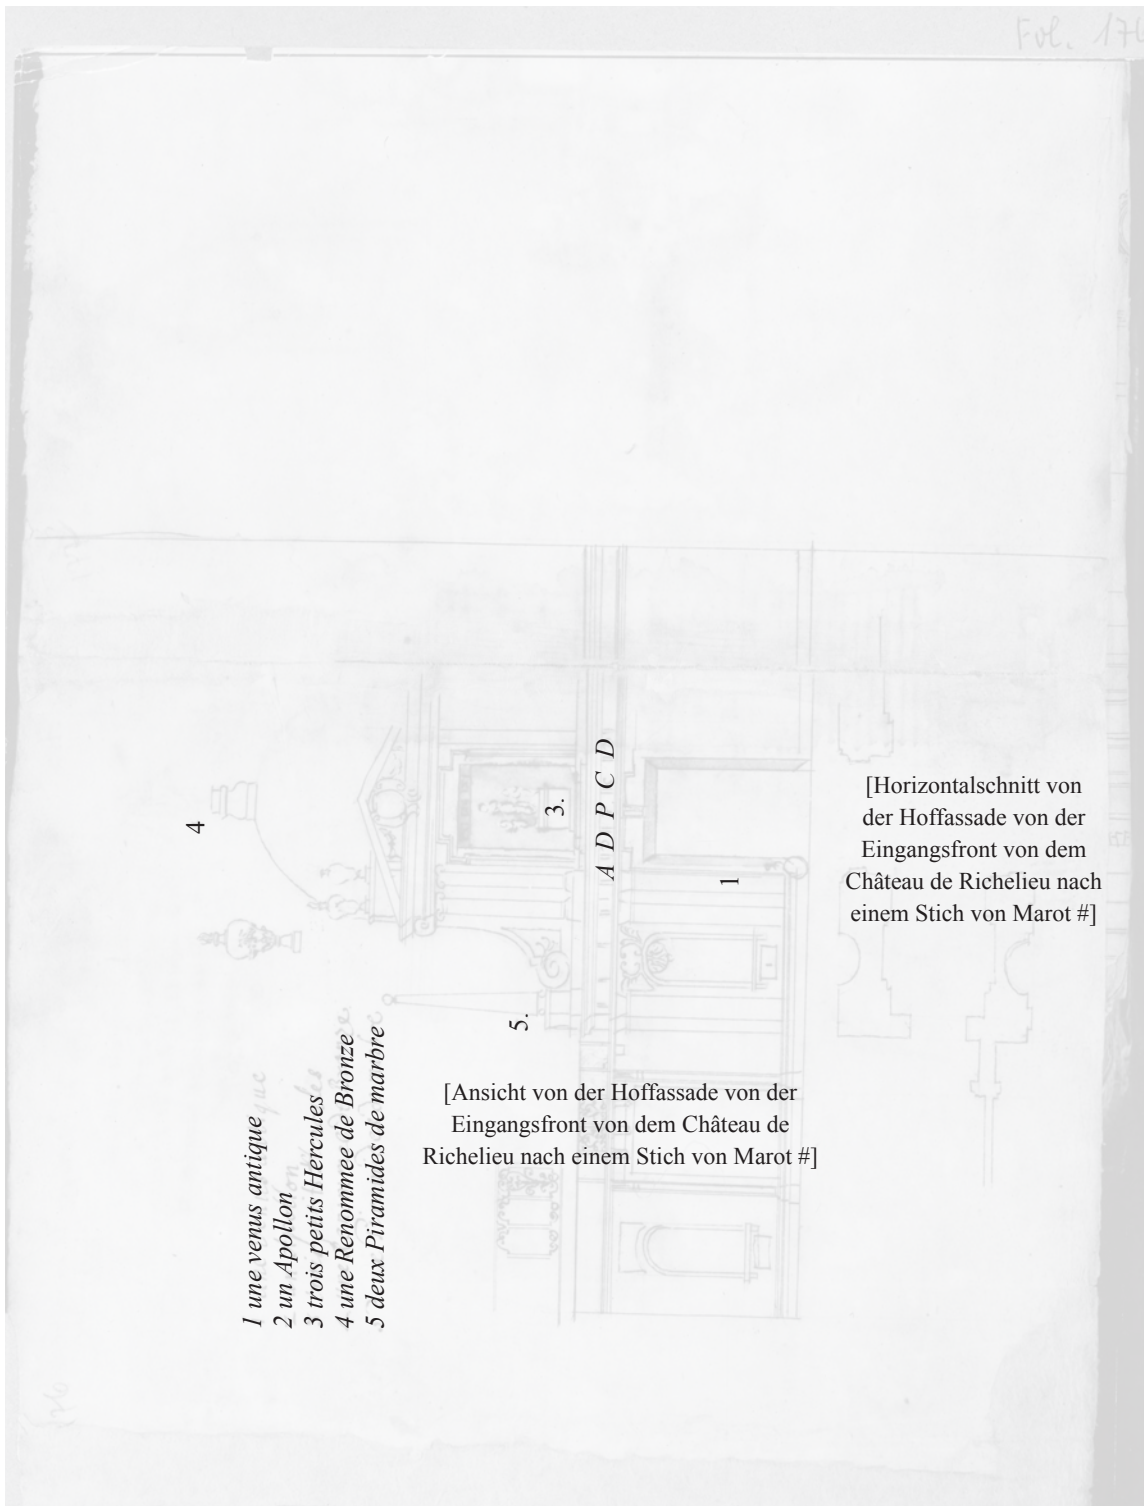 Fol. 176
4
1 une venus antique
2 un Apollon
3 trois petits Hercules
4 une Renommee de Bronze
5 deux Piramides de marbre
5.
3.
A D P C D
1
[Ansicht von der Hoffassade von der
Eingangsfront von dem Château de
Richelieu nach einem Stich von Marot #]
[Horizontalschnitt von
der Hoffassade von der
Eingangsfront von dem
Château de Richelieu nach
einem Stich von Marot #]